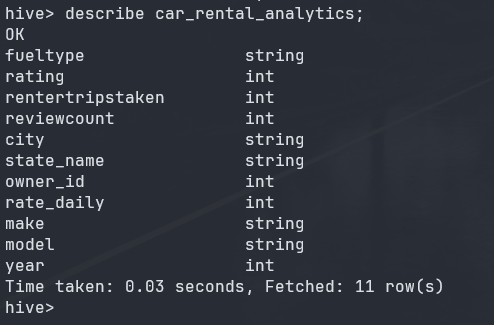 hive> describe car_rental_analytics;
OK
fueltype                string
rating                  int
rentertripstaken        int
reviewcount             int
city                    string
state_name              string
owner_id                int
rate_daily              int
make                    string
model                   string
year                    int
Time taken: 0.03 seconds, Fetched: 11 row(s)
hive>